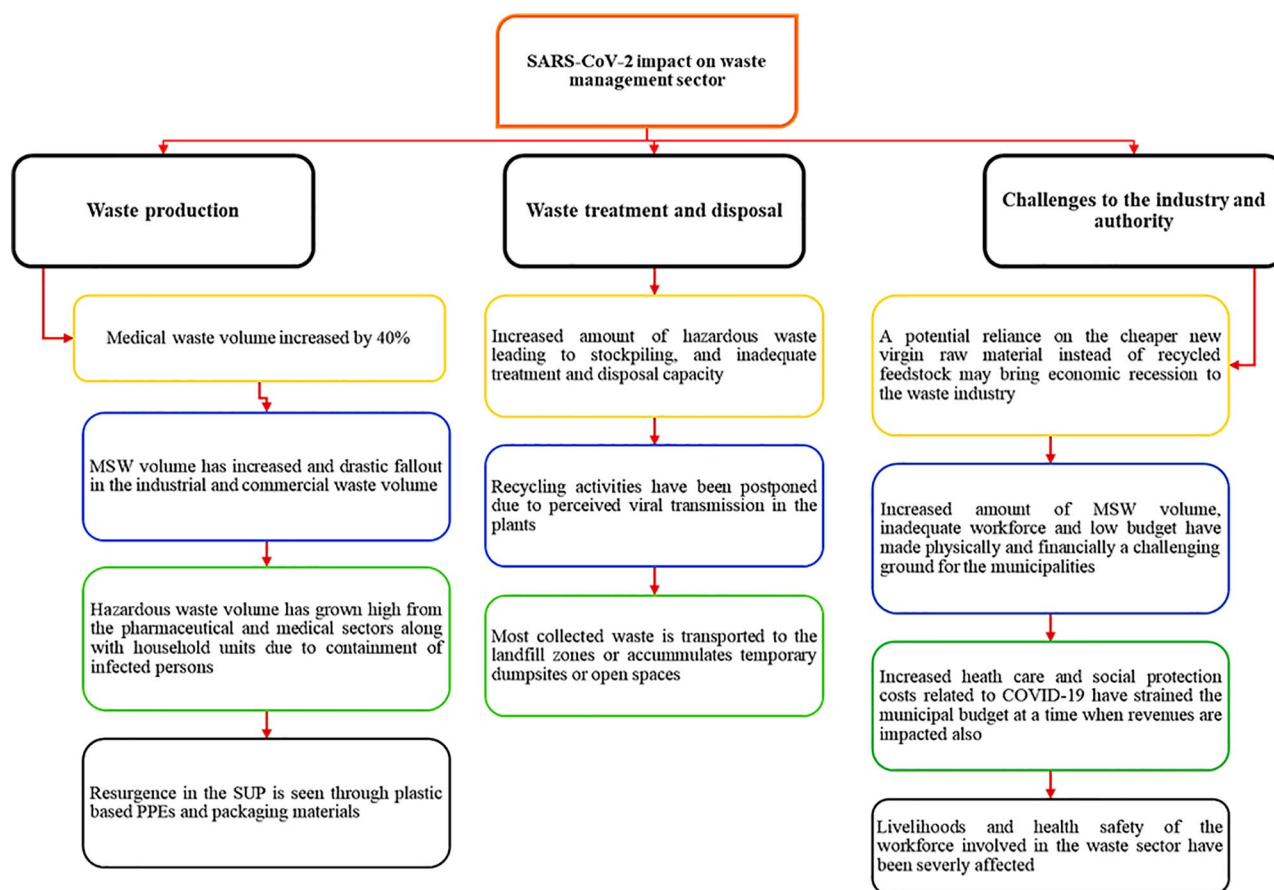 SARS-CoV-2 impact on waste
management sector
Waste production
Waste treatment and disposal
Challenges to the industry and
authority
Medical waste volume increased by 40%
MSW volume has increased and drastic fallout
in the industrial and commercial waste volume
Hazardous waste volume has grown high from
the pharmaceutical and medical sectors along
with household units due to containment of
infected persons
Resurgence in the SUP is seen through plastic
based PPEs and packaging materials
Increased amount of hazardous waste
leading to stockpiling, and inadequate
treatment and disposal capacity
Recycling activities have been postponed
due to perceived viral transmission in the
plants
Most collected waste is transported to the
landfill zones or accummulates temporary
dumpsites or open spaces
A potential reliance on the cheaper new
virgin raw material instead of recycled
feedstock may bring economic recession to
the waste industry
Increased amount of MSW volume,
inadequate workforce and low budget have
made physically and financially a challenging
ground for the municipalities
Increased heath care and social protection
costs related to COVID-19 have strained the
municipal budget at a time when revenues are
impacted also
Livelihoods and health safety of the
workforce involved in the waste sector have
been severly affected